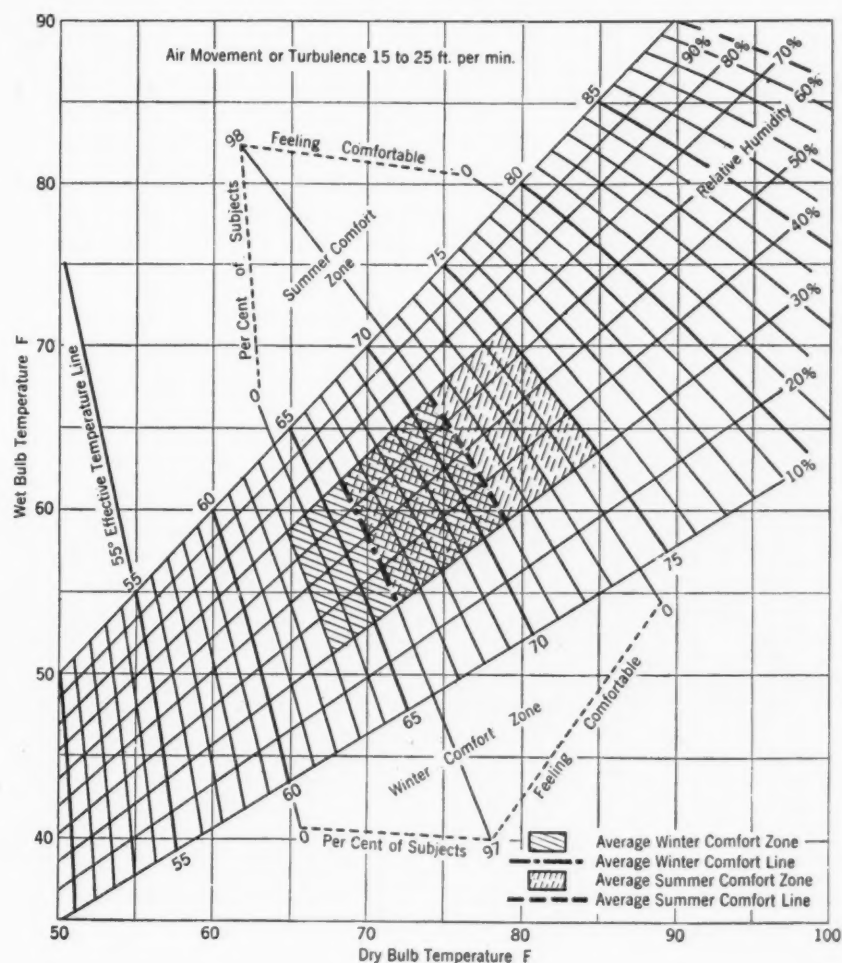 90
Air Movement or Turbulence 15 to 25 ft. per min.
90%
80%
70%
60%
50%
40%
30%
20%
10%
Relative Humidity
85
98
Feeling Comfortable
0
80
80
Per Cent of Subjects
Summer Comfort
Zone
75
0
70
70
65
60
55
55° Effective Temperature Line
Wet Bulb Temperature F
60
50
40
75
70
65
60
55
0
Winter Comfort Zone
Feeling Comfortable
0
Per Cent of Subjects
97
Average Winter Comfort Zone
Average Winter Comfort Line
Average Summer Comfort Zone
Average Summer Comfort Line
50
60
70
80
90
100
Dry Bulb Temperature F